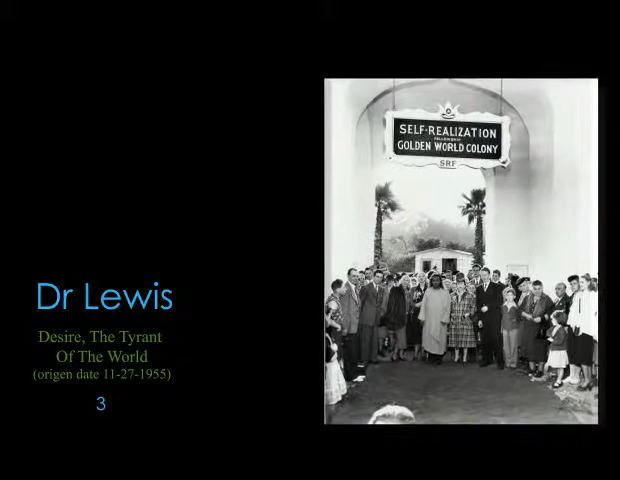 SELF-REALIZATION
FELLOWSHIP
GOLDEN WORLD COLONY
SRF
Dr Lewis
Desire, The Tyrant
Of The World
(origen date 11-27-1955)
3